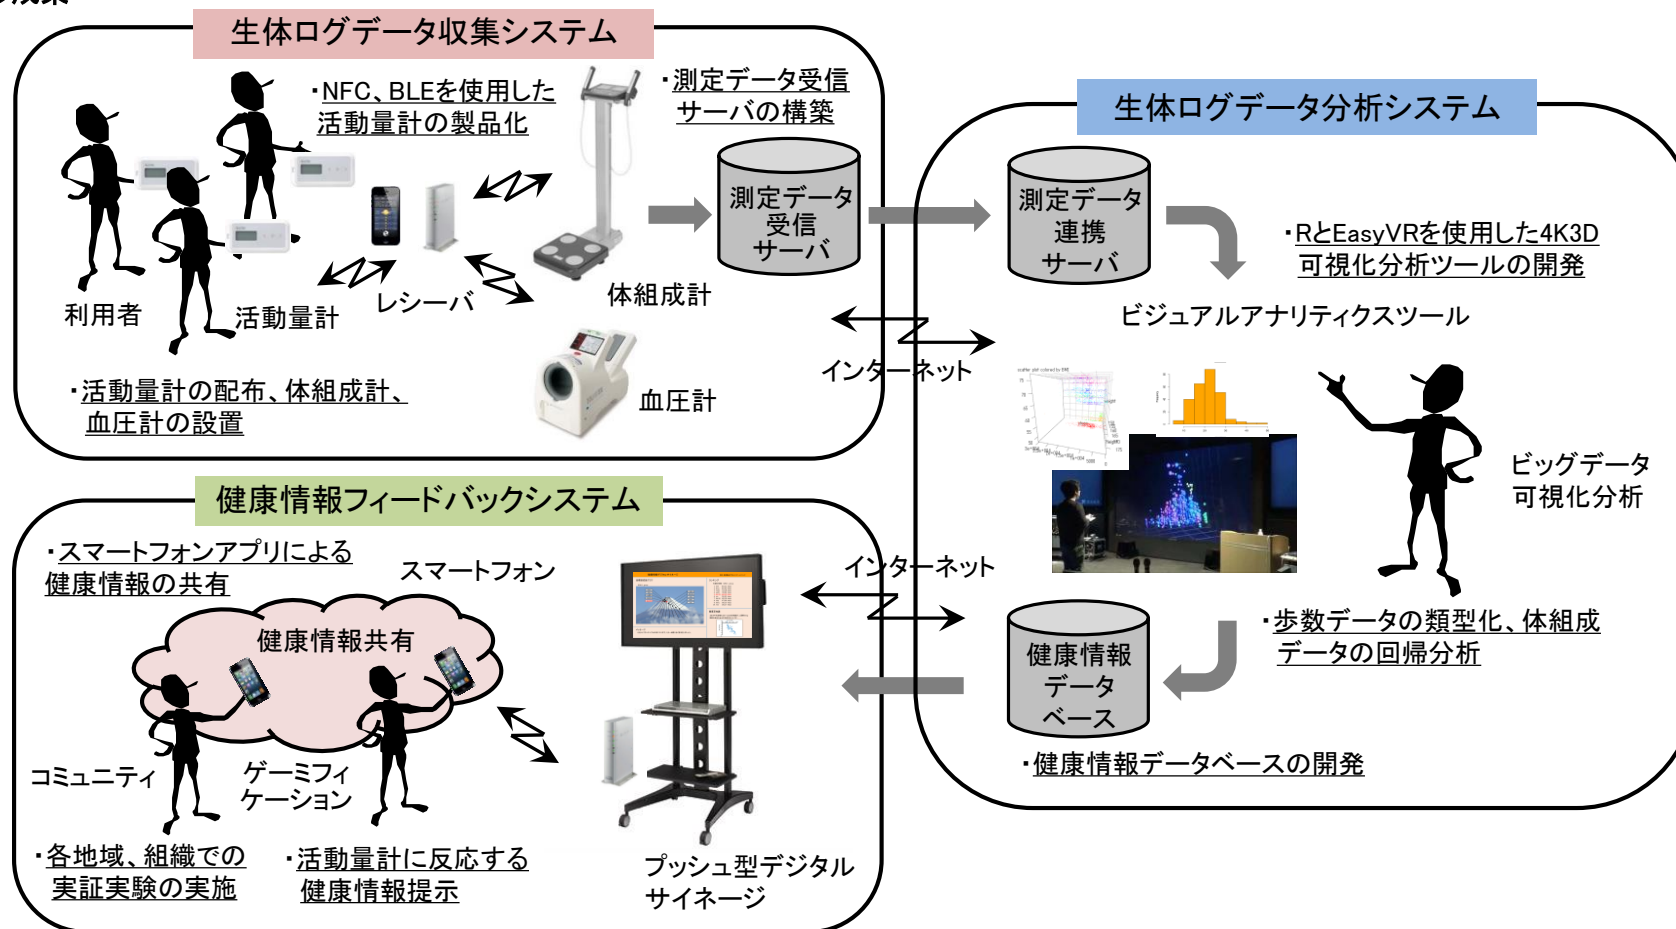 成果
生体ログデータ収集システム
・NFC、BLEを使用した
活動量計の製品化
・測定データ受信
サーバの構築
測定データ
受信
サーバ
利用者
活動量計
レシーバ
体組成計
血圧計
・活動量計の配布、体組成計、
血圧計の設置
インターネット
生体ログデータ分析システム
測定データ
連携
サーバ
・RとEasyVRを使用した4K3D
可視化分析ツールの開発
ビジュアルアナリティクスツール
ビッグデータ
可視化分析
・歩数データの類型化、体組成
データの回帰分析
健康情報
データ
ベース
・健康情報データベースの開発
インターネット
健康情報フィードバックシステム
・スマートフォンアプリによる
健康情報の共有
スマートフォン
健康情報共有
コミュニティ
ゲーミフィ
ケーション
・各地域、組織での
実証実験の実施
・活動量計に反応する
健康情報提示
プッシュ型デジタル
サイネージ